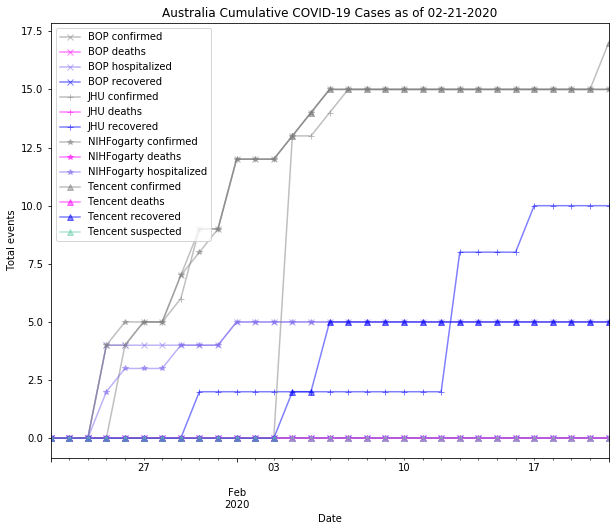 Australia Cumulative COVID-19 Cases as of 02-21-2020
17.5
15.0
12.5
10.0
7.5
5.0
2.5
0.0
Total events
BOP confirmed
BOP deaths
BOP hospitalized
BOP recovered
JHU confirmed
JHU deaths
JHU recovered
NIHFogarty confirmed
NIHFogarty deaths
NIHFogarty hospitalized
Tencent confirmed
Tencent deaths
Tencent recovered
Tencent suspected
27 03 10 17
Feb
2020
Date